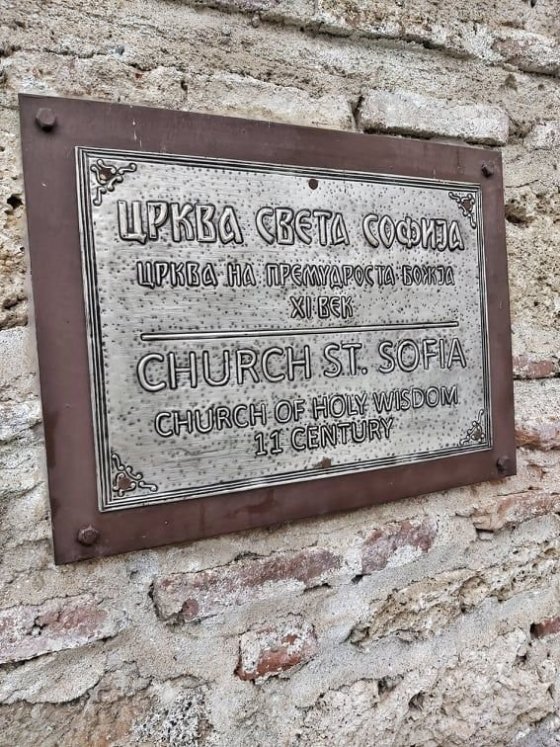 ЦРКВА СВЕТА СОФИЈА
ЦРКВА НА ПРЕМУДРОСТА БОЖЈА
XI ВЕК
CHURCH ST. SOFIA
CHURCH OF HOLY WISDOM
11 CENTURY